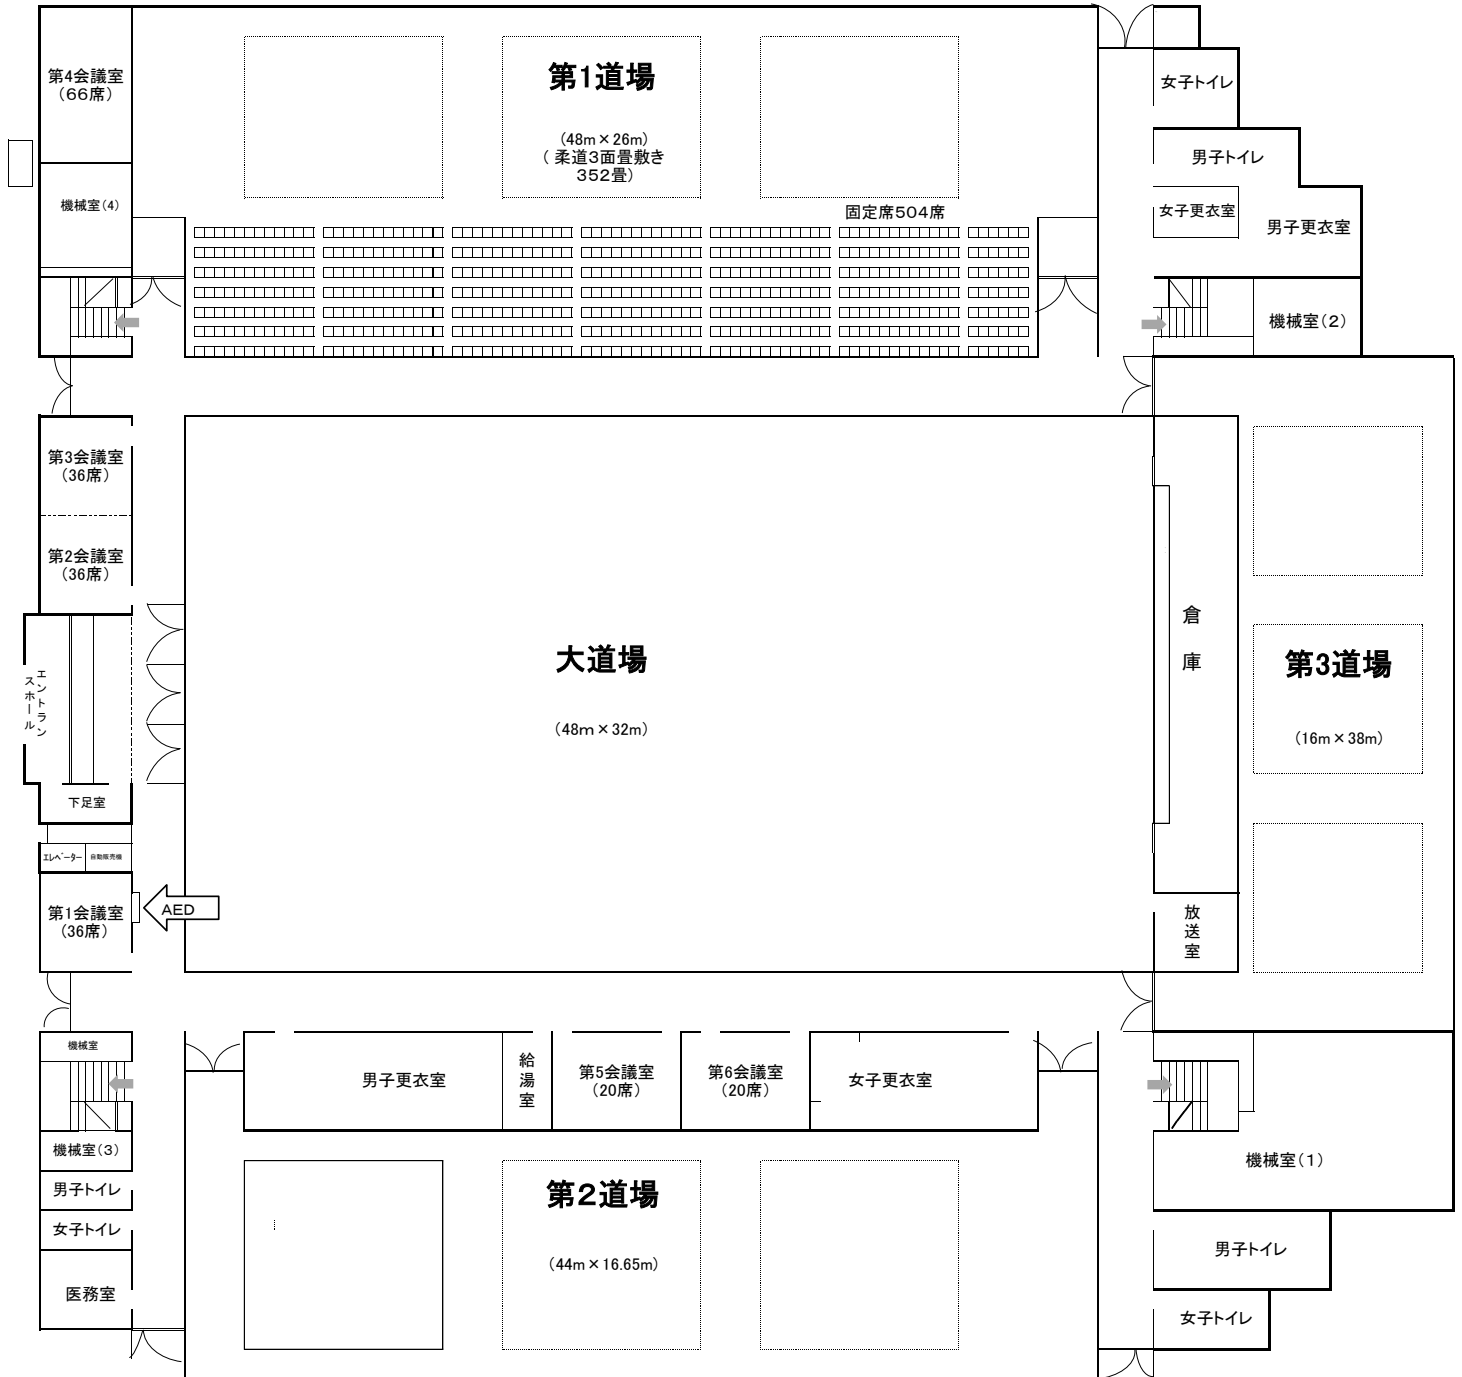 第4会議室
(66席)
第1道場
(48m×26m)
( 柔道3面畳敷き
352畳)
女子トイレ
男子トイレ
機械室(4)
固定席504席
女子更衣室
男子更衣室
機械室(2)
第3会議室
(36席)
第2会議室
(36席)
エントラン
スホール
大道場
(48m×32m)
倉
庫
第3道場
(16m×38m)
下足室
エレベーター
自動販売機
第1会議室
(36席)
AED
放
送
室
機械室
男子更衣室
給
湯
室
第5会議室
(20席)
第6会議室
(20席)
女子更衣室
機械室(3)
男子トイレ
女子トイレ
医務室
第2道場
(44m×16.65m)
機械室(1)
男子トイレ
女子トイレ